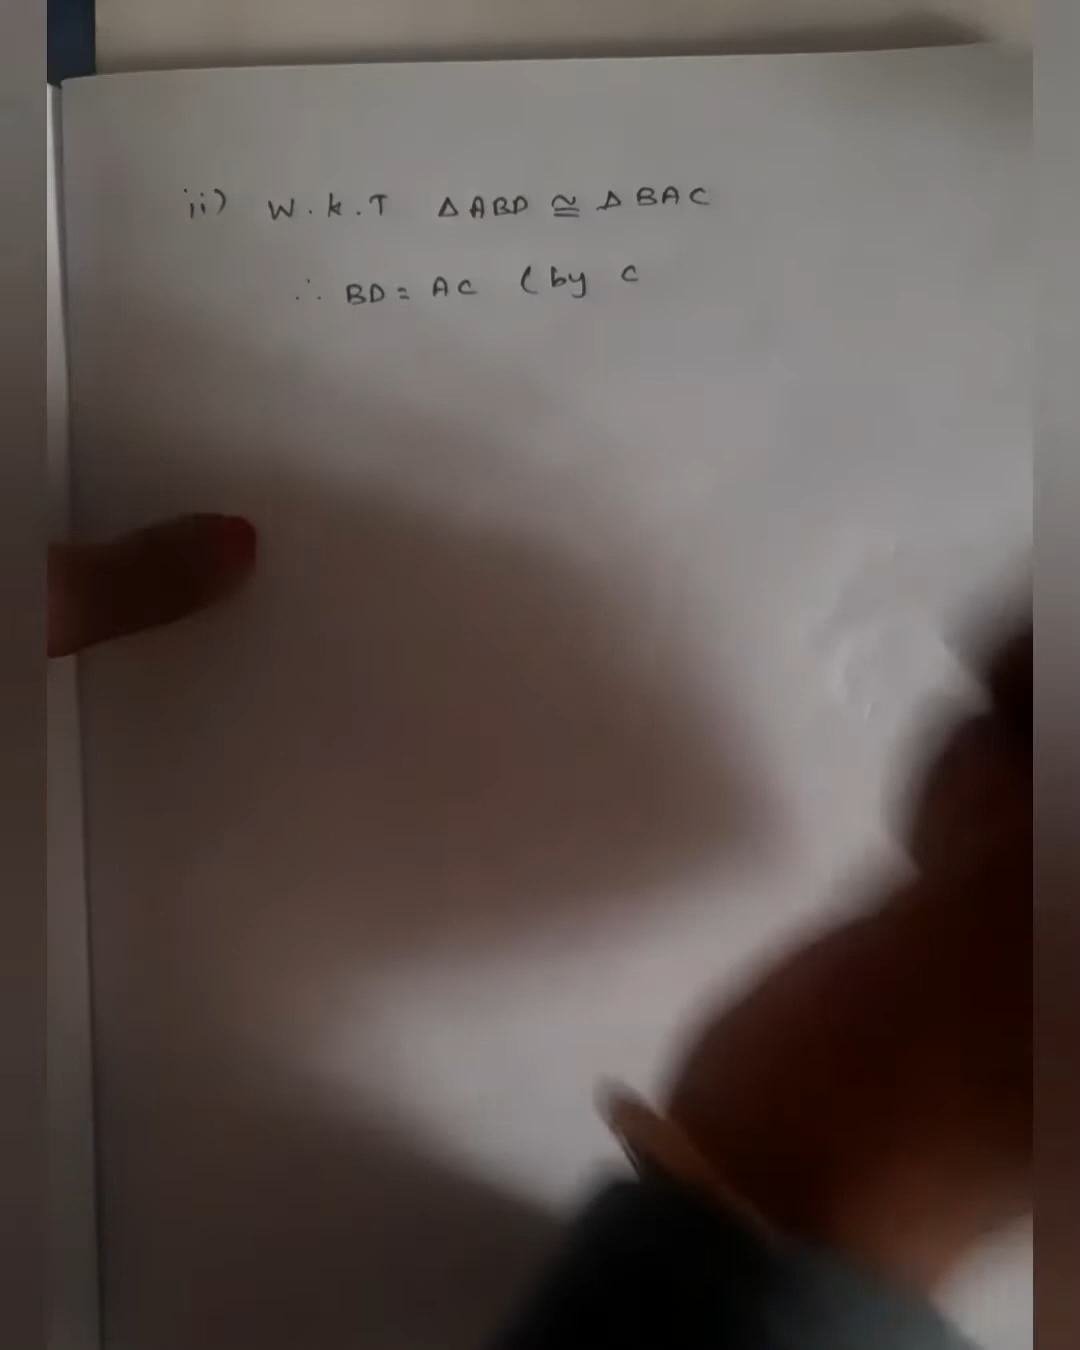 ii) W.K.T ΔABD ≅ ΔBAC
∴ BD = AC (by C